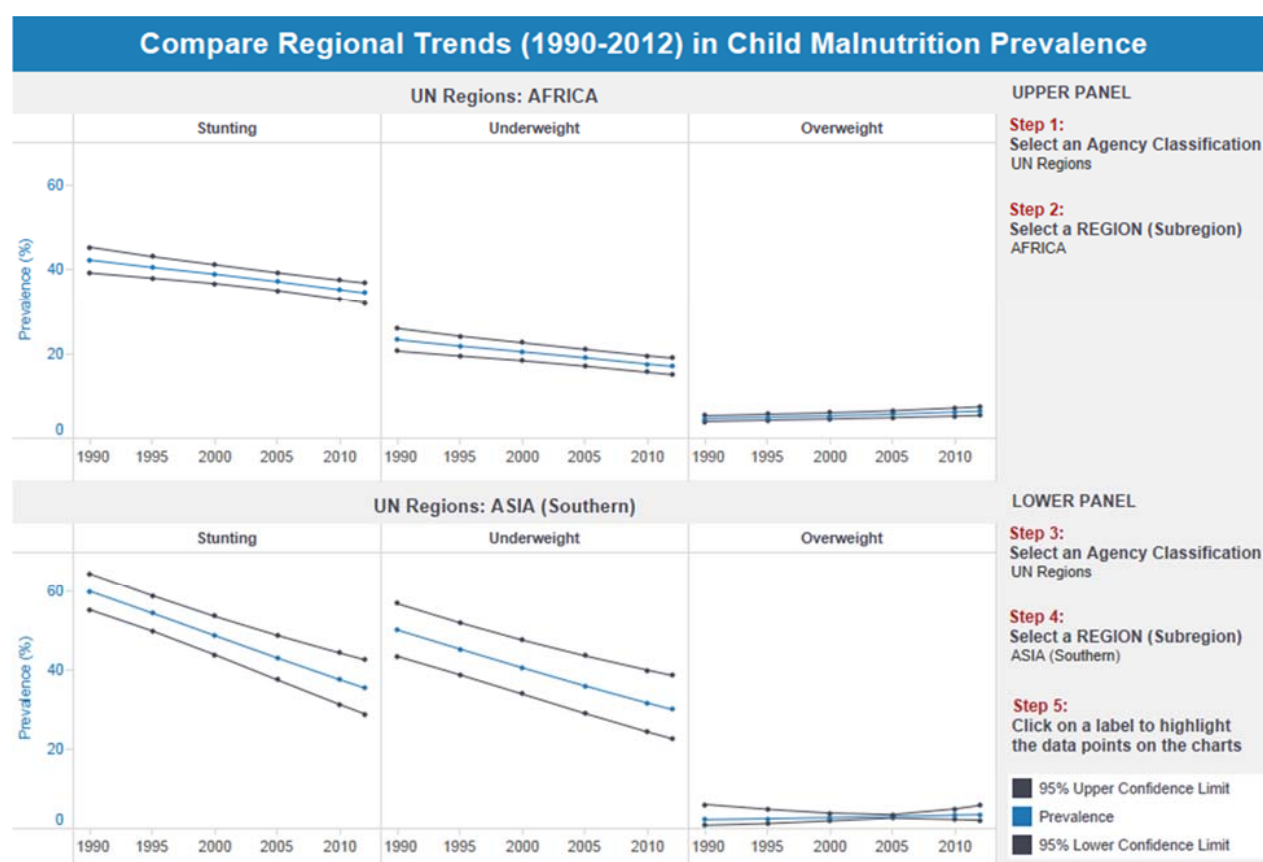 Compare Regional Trends (1990-2012) in Child Malnutrition Prevalence
UN Regions: AFRICA
Stunting
Underweight
Overweight
Prevalence (%)
60
40
20
0
1990 1995 2000 2005 2010
1990 1995 2000 2005 2010
1990 1995 2000 2005 2010
UPPER PANEL
Step 1:
Select an Agency Classification
UN Regions
Step 2:
Select a REGION (Subregion)
AFRICA
UN Regions: ASIA (Southern)
Stunting
Underweight
Overweight
Prevalence (%)
60
40
20
0
1990 1995 2000 2005 2010
1990 1995 2000 2005 2010
1990 1995 2000 2005 2010
LOWER PANEL
Step 3:
Select an Agency Classification
UN Regions
Step 4:
Select a REGION (Subregion)
ASIA (Southern)
Step 5:
Click on a label to highlight
the data points on the charts
95% Upper Confidence Limit
Prevalence
95% Lower Confidence Limit